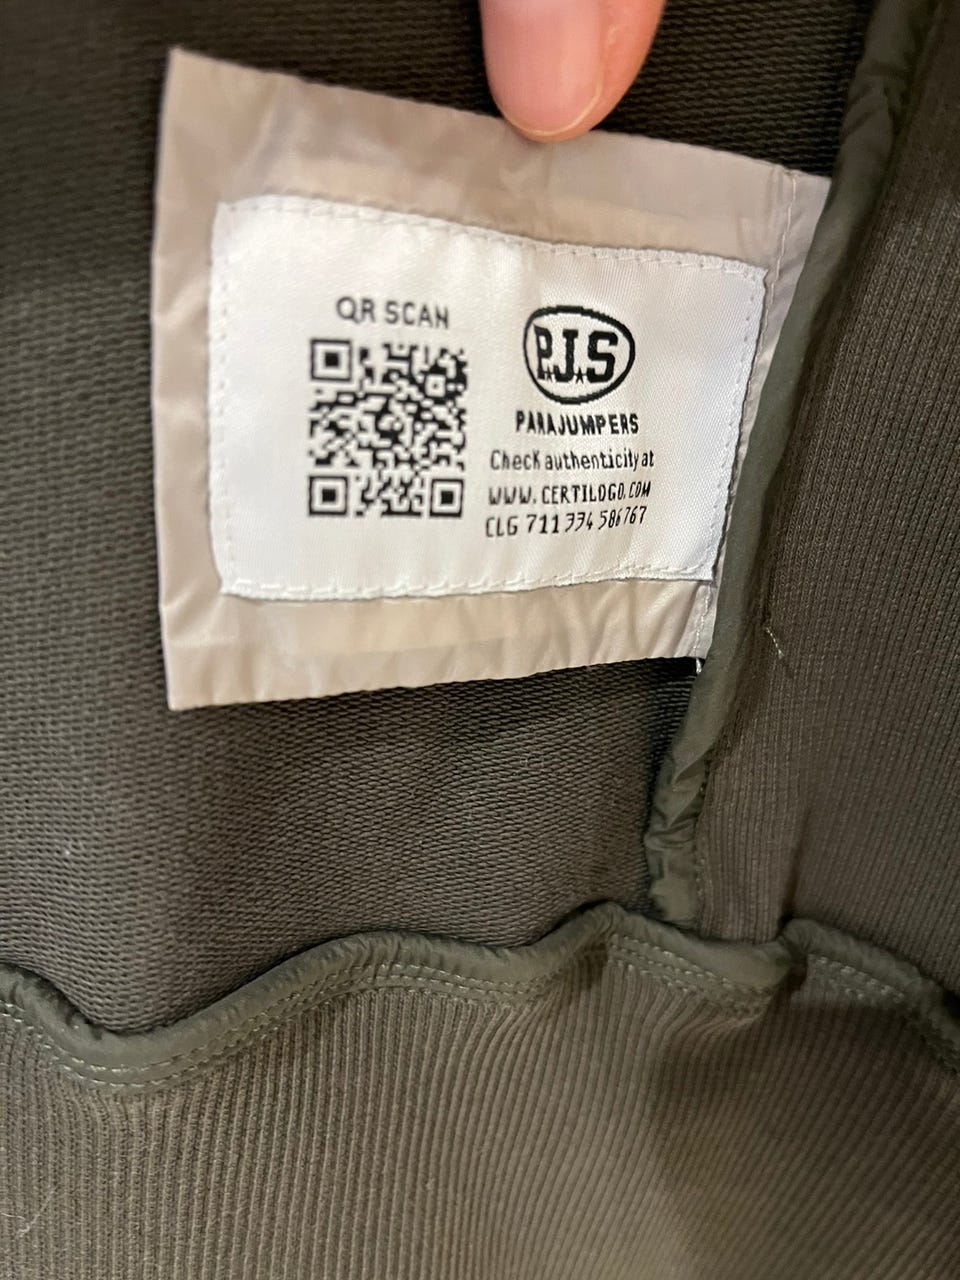 QR SCAN
P.J.S
PARAJUMPERS
Check authenticity at
WWW.CERTILOGO.COM
CLG 711 334 586 767